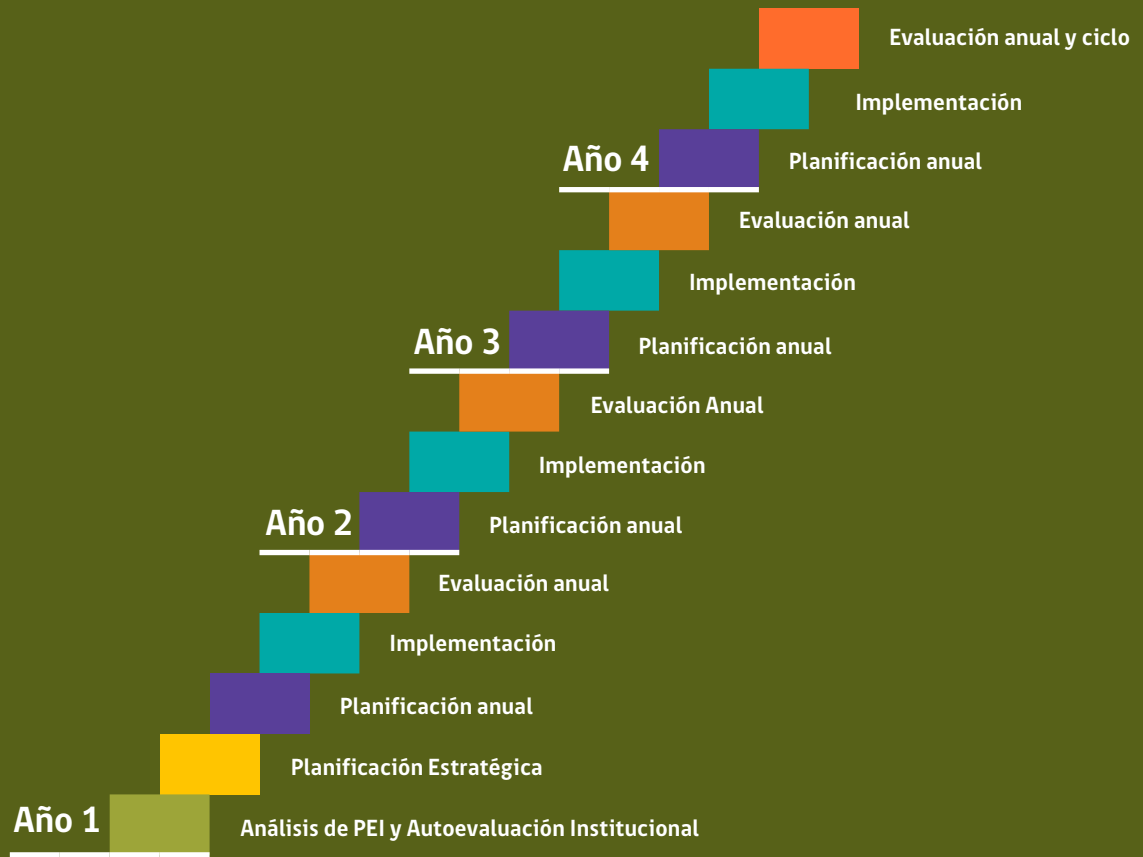 Evaluación anual y ciclo
Implementación
Año 4 Planificación anual
Evaluación anual
Implementación
Año 3 Planificación anual
Evaluación Anual
Implementación
Año 2 Planificación anual
Evaluación anual
Implementación
Planificación anual
Planificación Estratégica
Año 1 Análisis de PEI y Autoevaluación Institucional